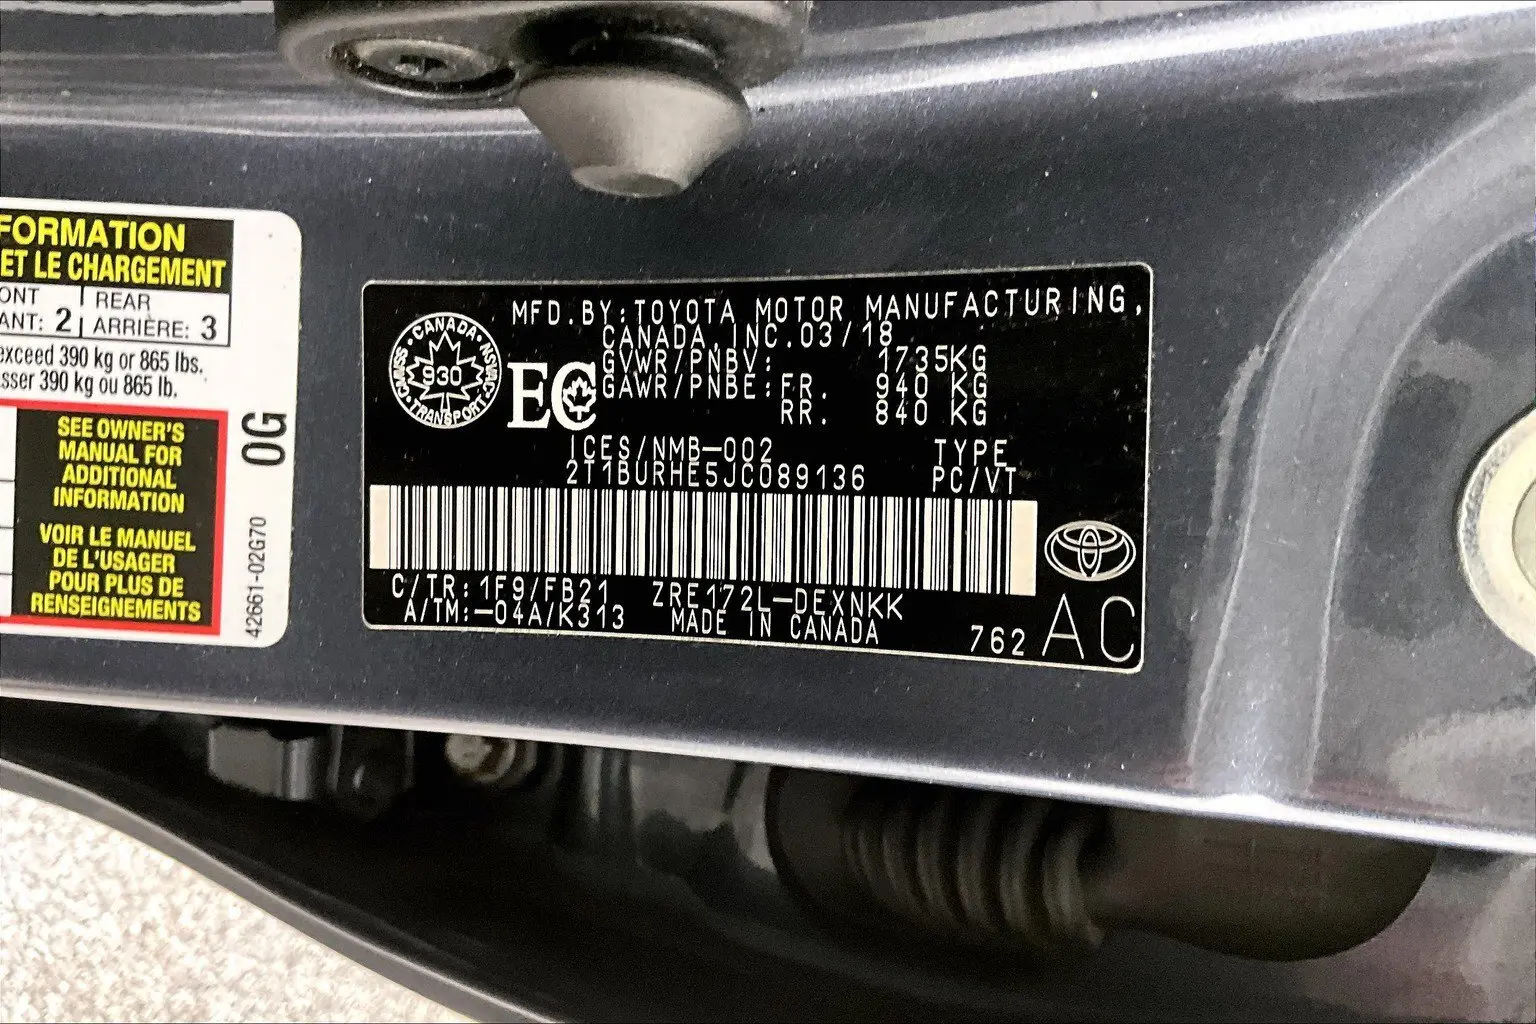 FORMATION
ET LE CHARGEMENT
ONT | REAR
ANT: 2 | ARRIÈRE: 3
exceed 390 kg or 865 lbs.
sser 390 kg ou 865 lb.
SEE OWNER'S
MANUAL FOR
ADDITIONAL
INFORMATION
VOIR LE MANUEL
DE L'USAGER
POUR PLUS DE
RENSEIGNEMENTS
0G
42661-02G70
MFD.BY:TOYOTA MOTOR MANUFACTURING,
CANADA,INC.03/18
GVWR/PNBV: 1735KG
GAWR/PNBE:FR. 940 KG
RR. 840 KG
CANADA
CMVSS 930 NSVAC
TRANSPORT
EC
ICES/NMB-002 TYPE
2T1BURHE5JC089136 PC/VT
C/TR:1F9/FB21 ZRE172L-DEXNKK
A/TM:-04A/K313 MADE IN CANADA
762 AC